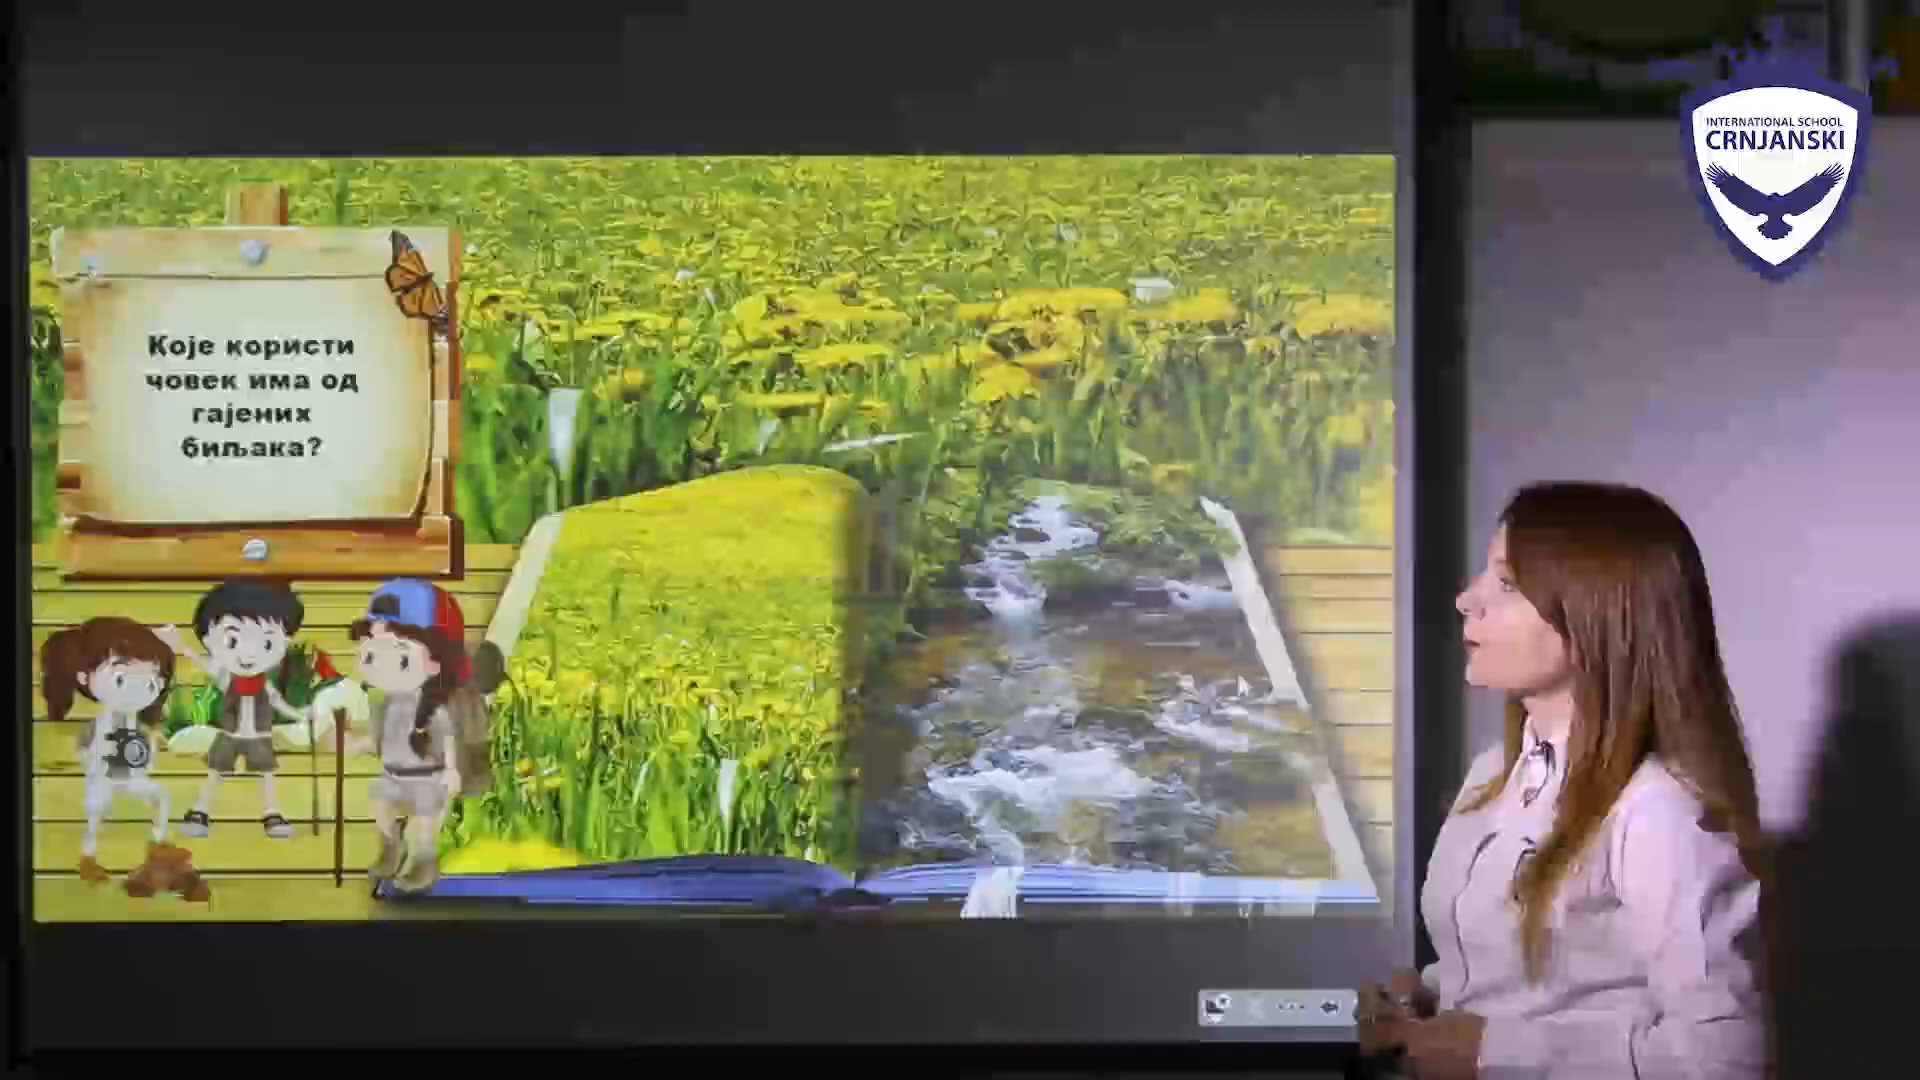 Које користи
човек има од
гајених
биљака?
INTERNATIONAL SCHOOL
CRNJANSKI